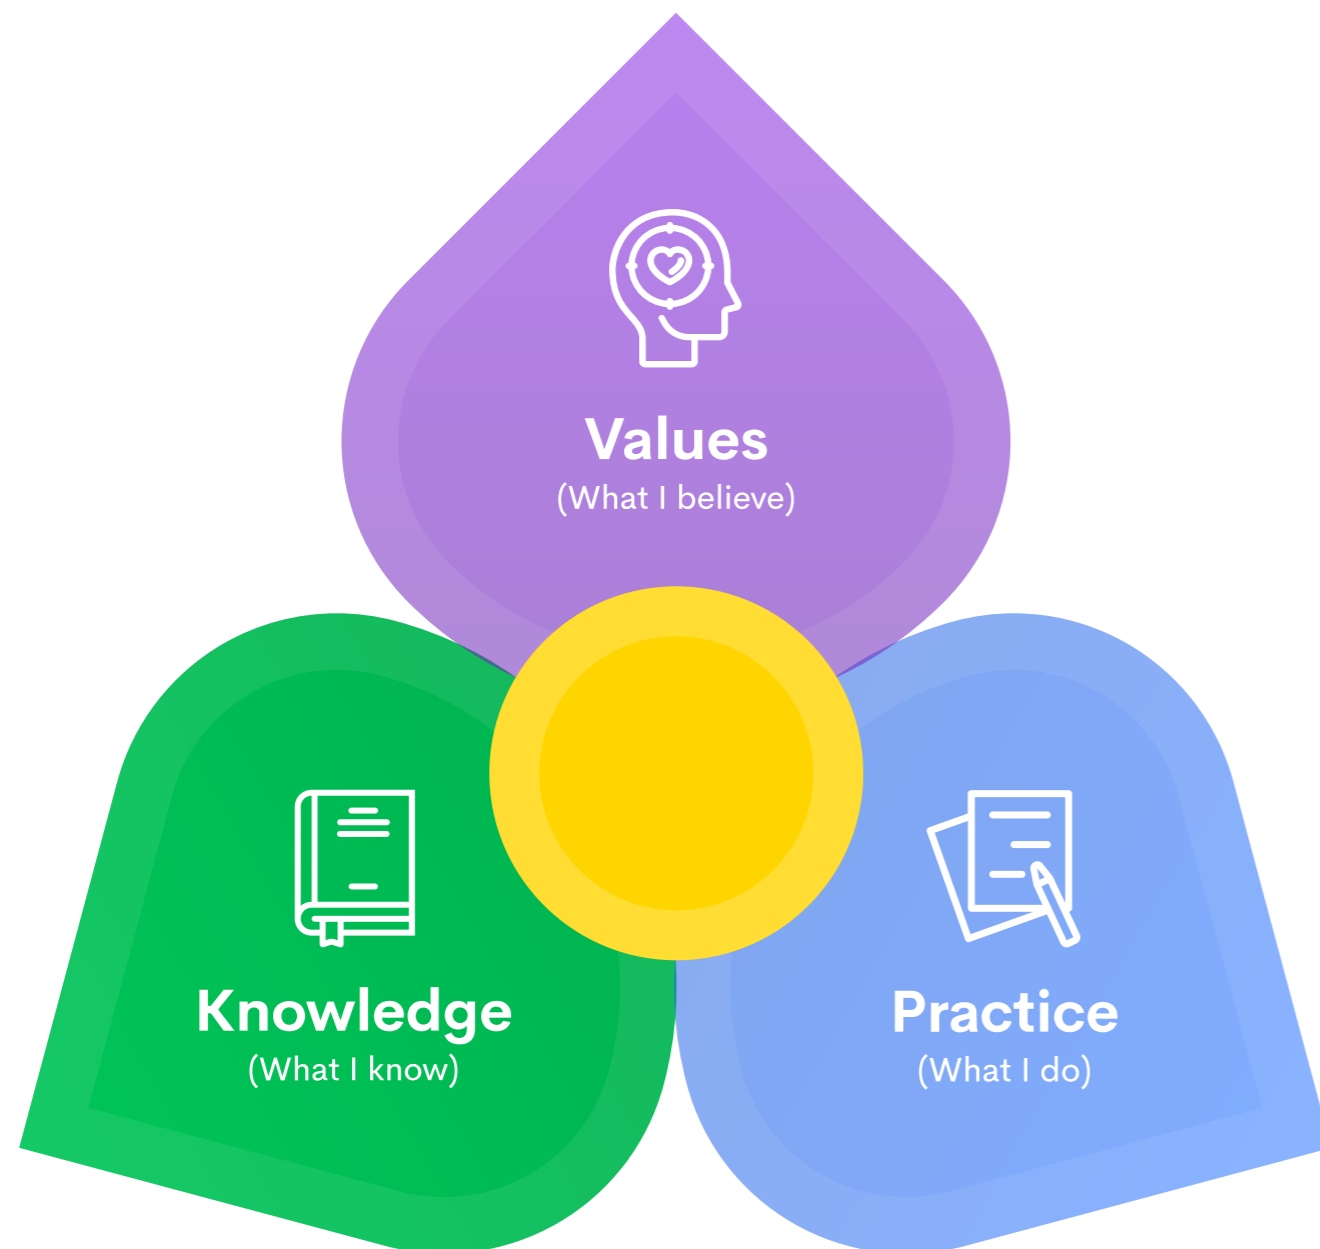 Values
(What I believe)
Knowledge
(What I know)
Practice
(What I do)